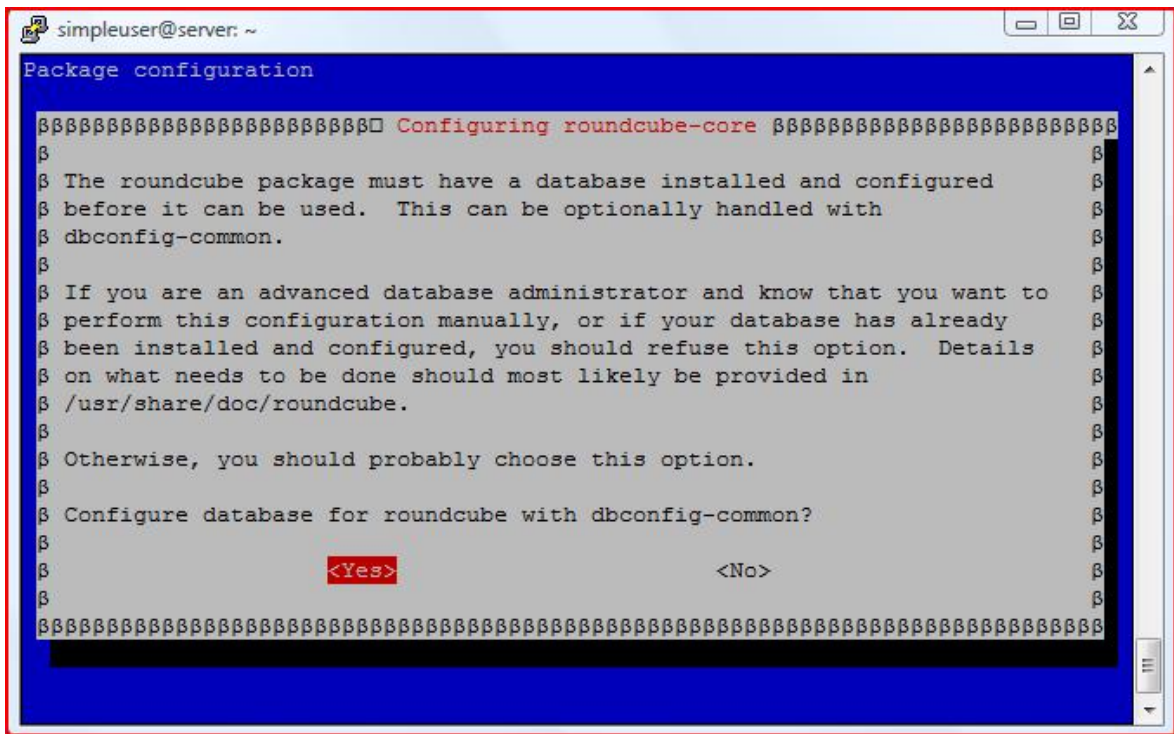 simpleuser@server: ~
Package configuration
ββββββββββββββββββββββββ□ Configuring roundcube-core βββββββββββββββββββββββββ
β β
β The roundcube package must have a database installed and configured β
β before it can be used.  This can be optionally handled with β
β dbconfig-common. β
β β
β If you are an advanced database administrator and know that you want to β
β perform this configuration manually, or if your database has already β
β been installed and configured, you should refuse this option.  Details β
β on what needs to be done should most likely be provided in β
β /usr/share/doc/roundcube. β
β β
β Otherwise, you should probably choose this option. β
β β
β Configure database for roundcube with dbconfig-common? β
β β
β <Yes> <No> β
β β
βββββββββββββββββββββββββββββββββββββββββββββββββββββββββββββββββββββββββββββ